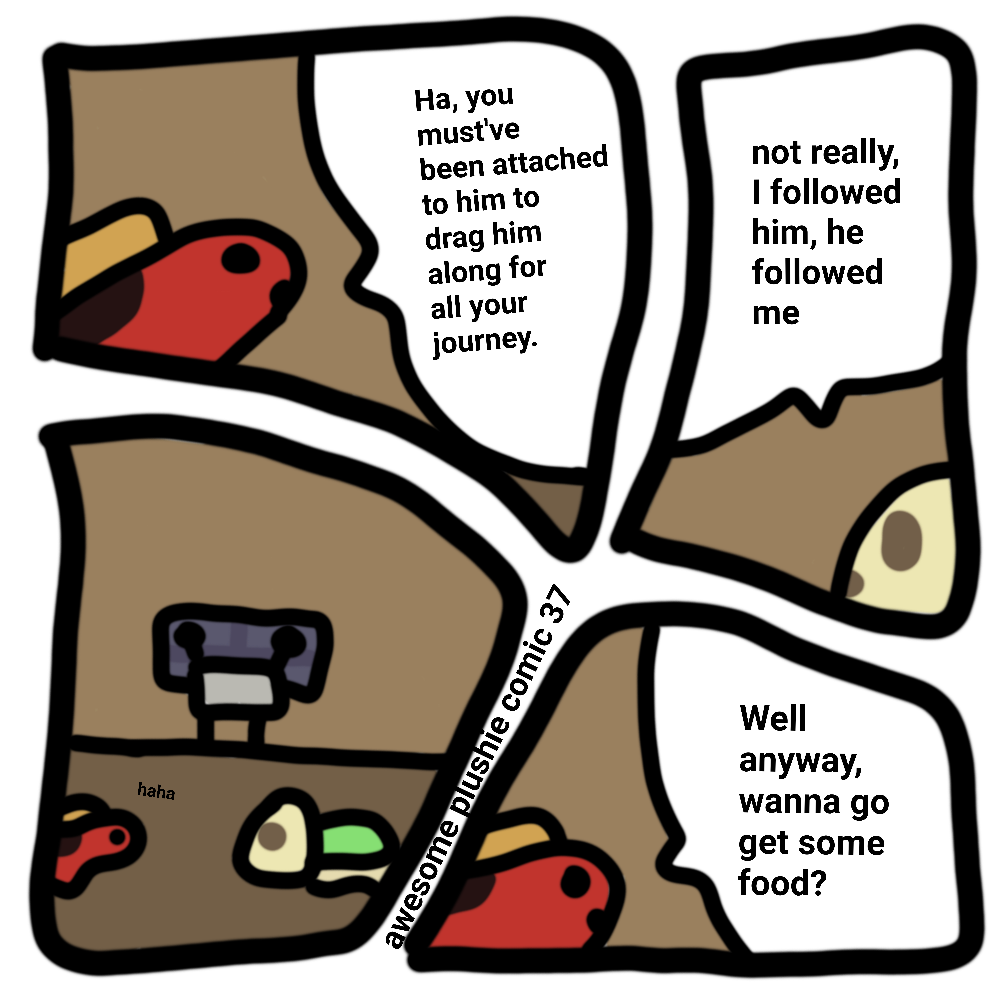 Ha, you
must've
been attached
to him to
drag him
along for
all your
journey.
not really,
I followed
him, he
followed
me
haha
awesome plushie comic 37
Well
anyway,
wanna go
get some
food?